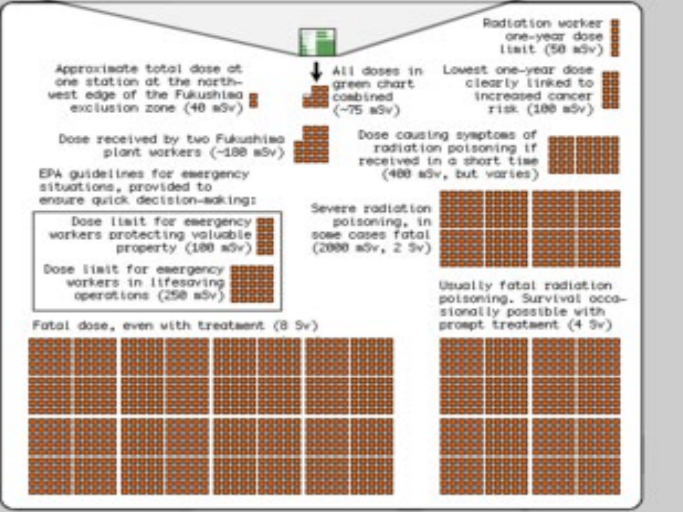 Radiation worker
one-year dose
limit (50 mSv)
Approximate total dose at
one station at the north-
west edge of the Fukushima
exclusion zone (40 mSv)
All doses in
green chart
combined
(~75 mSv)
Lowest one-year dose
clearly linked to
increased cancer
risk (100 mSv)
Dose received by two Fukushima
plant workers (~180 mSv)
Dose causing symptoms of
radiation poisoning if
received in a short time
(400 mSv, but varies)
EPA guidelines for emergency
situations, provided to
ensure quick decision-making:
Dose limit for emergency
workers protecting valuable
property (100 mSv)
Dose limit for emergency
workers in lifesaving
operations (250 mSv)
Severe radiation
poisoning, in
some cases fatal
(2000 mSv, 2 Sv)
Usually fatal radiation
poisoning. Survival occa-
sionally possible with
prompt treatment (4 Sv)
Fatal dose, even with treatment (8 Sv)